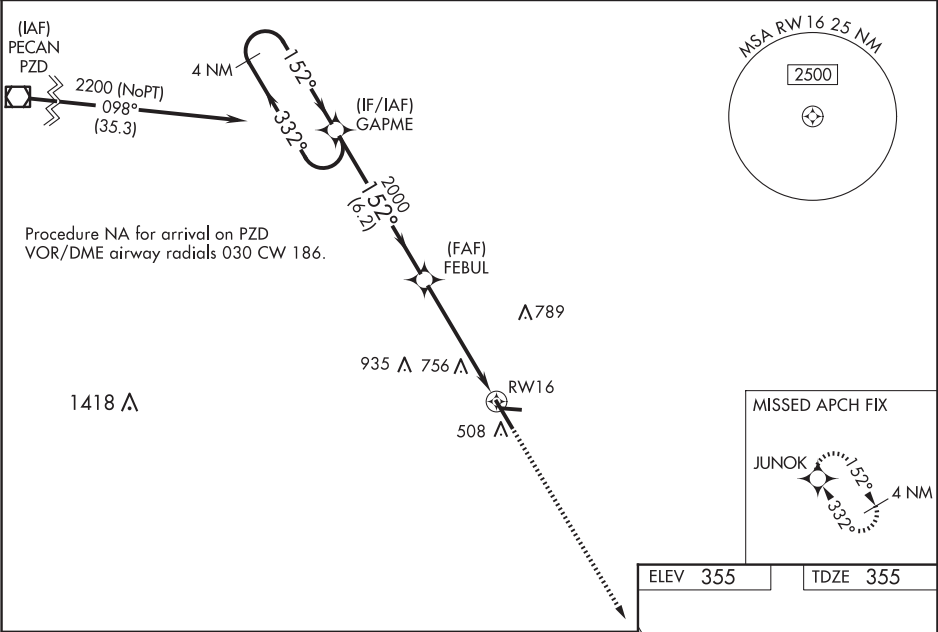 (IAF)
PECAN
PZD
2200 (NoPT)
098°
(35.3)
4 NM
152°
332°
(IF/IAF)
GAPME
2000
152°
(6.2)
Procedure NA for arrival on PZD
VOR/DME airway radials 030 CW 186.
(FAF)
FEBUL
789
935
756
RW16
1418
508
MSA RW 16 25 NM
2500
MISSED APCH FIX
JUNOK
152°
4 NM
332°
ELEV 355
TDZE 355